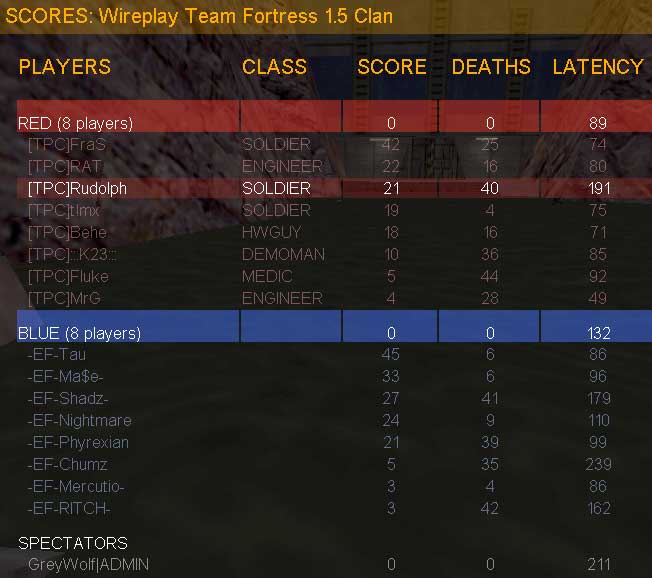 SCORES: Wireplay Team Fortress 1.5 Clan
PLAYERS CLASS SCORE DEATHS LATENCY
RED (8 players) 0 0 89
[TPC]FraS SOLDIER 42 25 74
[TPC]RAT ENGINEER 22 16 80
[TPC]Rudolph SOLDIER 21 40 191
[TPC]tImx SOLDIER 19 4 75
[TPC]Behe HWGUY 18 16 71
[TPC]:::K23::: DEMOMAN 10 36 85
[TPC]Fluke MEDIC 5 44 92
[TPC]MrG ENGINEER 4 28 49
BLUE (8 players) 0 0 132
-EF-Tau 45 6 86
-EF-Ma$e- 33 6 96
-EF-Shadz- 27 41 179
-EF-Nightmare 24 9 110
-EF-Phyrexian 21 39 99
-EF-Chumz 5 35 239
-EF-Mercutio- 3 4 86
-EF-RITCH- 3 42 162
SPECTATORS
GreyWolf|ADMIN 0 0 211